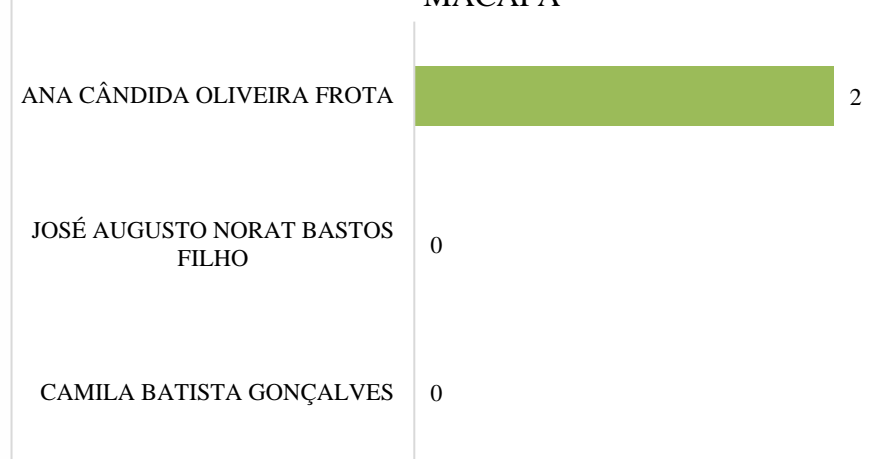 MACAPÁ
ANA CÂNDIDA OLIVEIRA FROTA
2
JOSÉ AUGUSTO NORAT BASTOS
FILHO
0
CAMILA BATISTA GONÇALVES
0